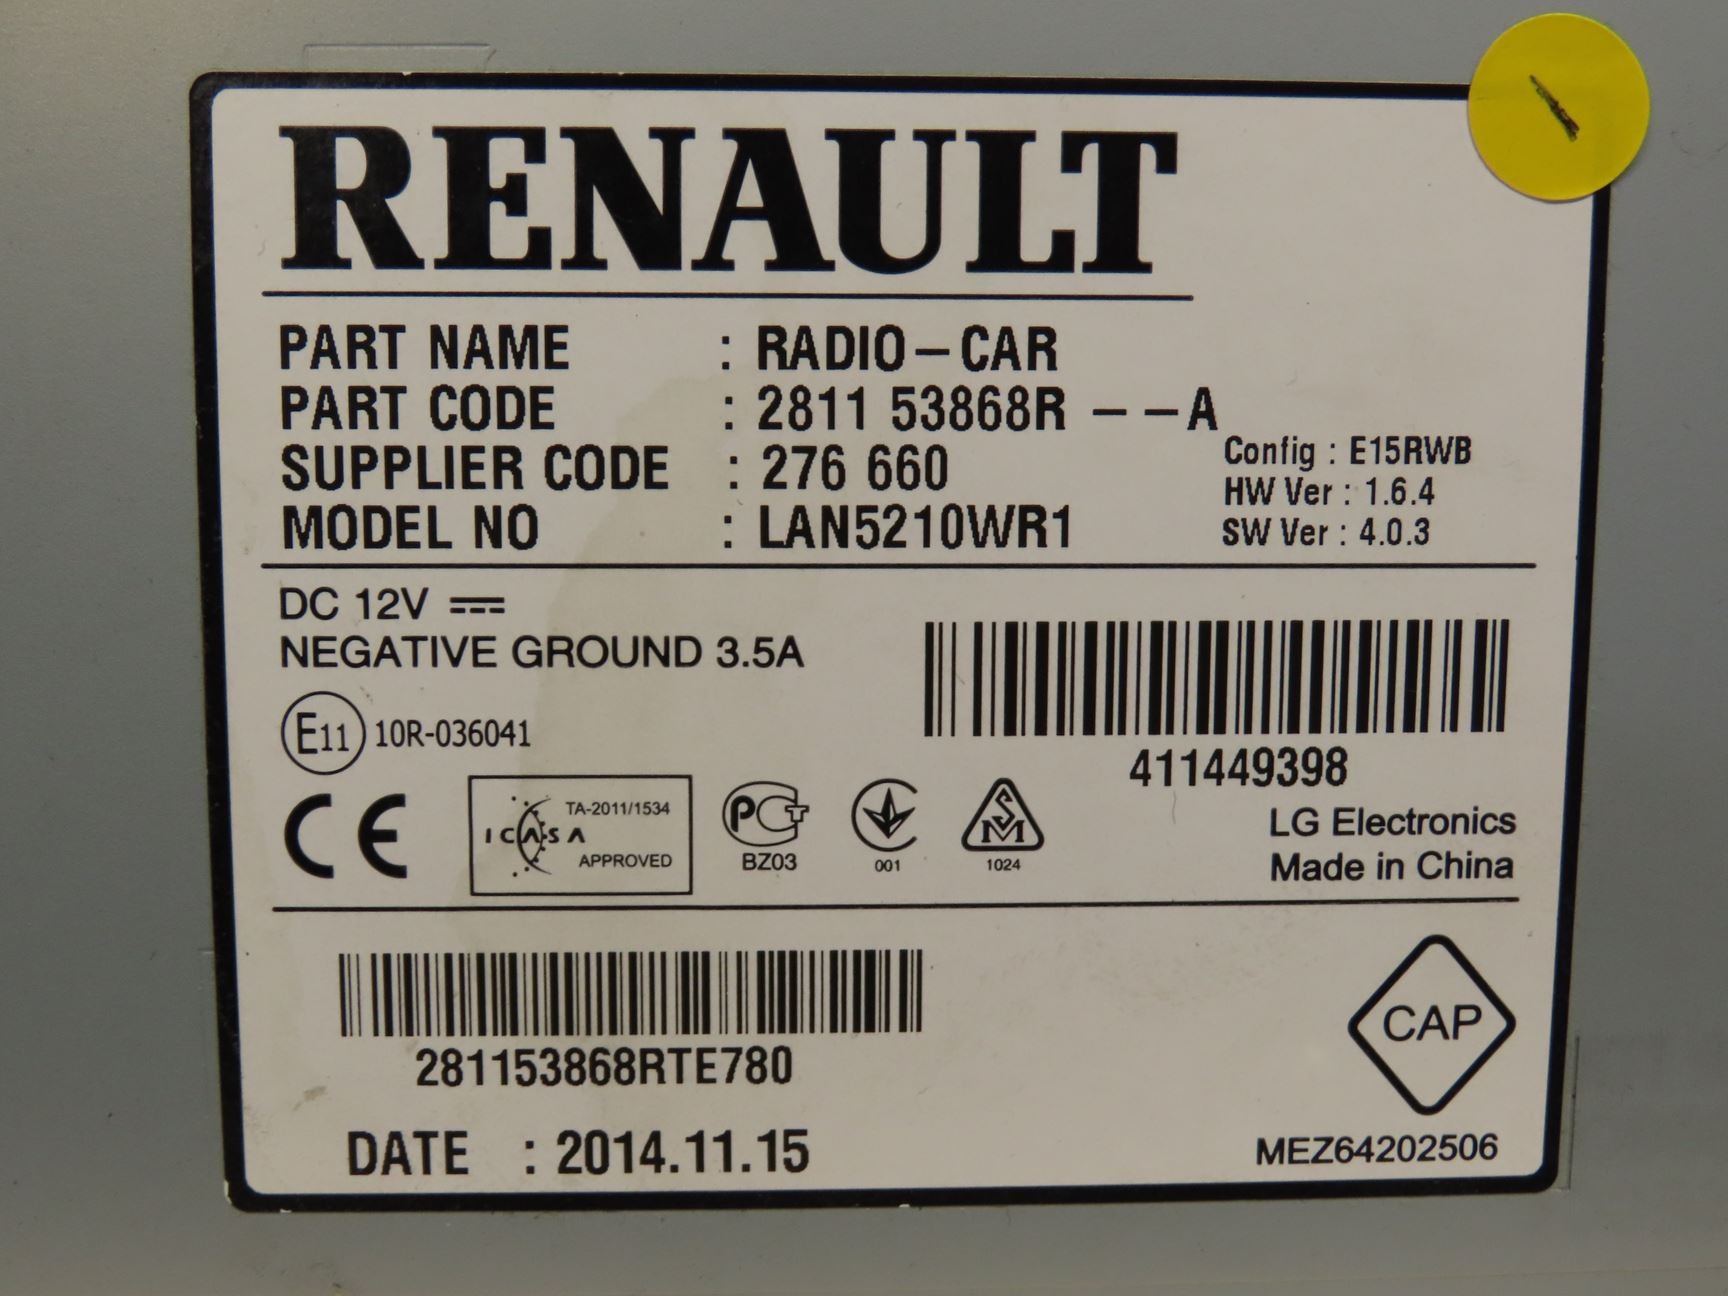 RENAULT
PART NAME : RADIO-CAR
PART CODE : 2811 53868R - - A
SUPPLIER CODE : 276 660
MODEL NO : LAN5210WR1
Config : E15RWB
HW Ver : 1.6.4
SW Ver : 4.0.3
DC 12V
NEGATIVE GROUND 3.5A
E11 10R-036041
411449398
CE
TA-2011/1534
ICASA
APPROVED
PCT
BZ03
001
SM
1024
LG Electronics
Made in China
281153868RTE780
CAP
DATE : 2014.11.15
MEZ64202506